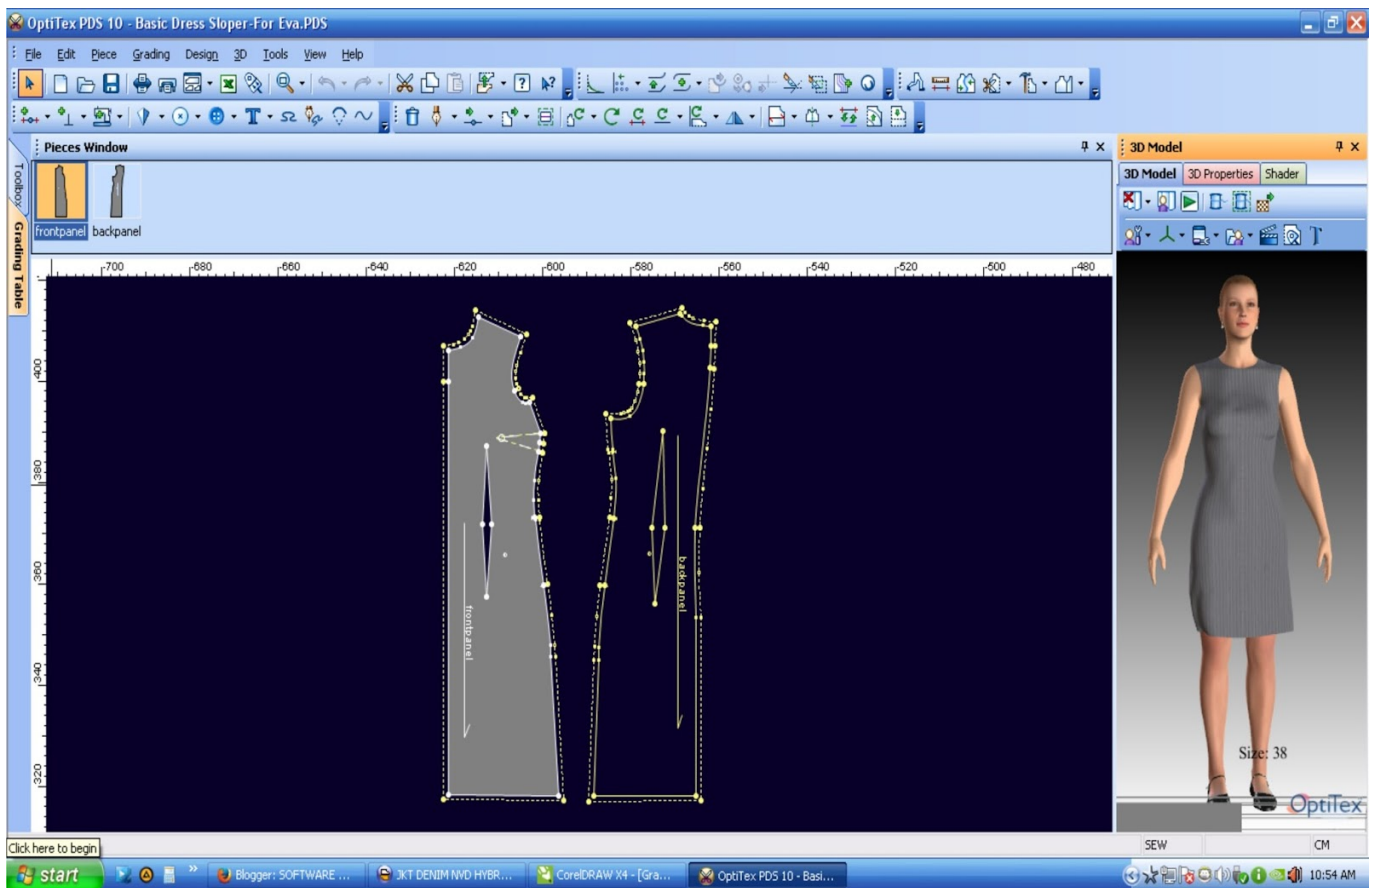 OptiTex PDS 10 - Basic Dress Sloper-For Eva.PDS
File Edit Piece Grading Design 3D Tools View Help
Pieces Window
3D Model
3D Model 3D Properties Shader
Toolbox
Grading Table
frontpanel backpanel
-700 -680 -660 -640 -620 -600 -580 -560 -540 -520 -500 -480
400
380
360
340
320
frontpanel
backpanel
Size: 38
OptiTex
Click here to begin
SEW CM
start
Blogger: SOFTWARE ...
JKT DENIM NVD HYBR...
CorelDRAW X4 - [Gra...
OptiTex PDS 10 - Basi...
10:54 AM